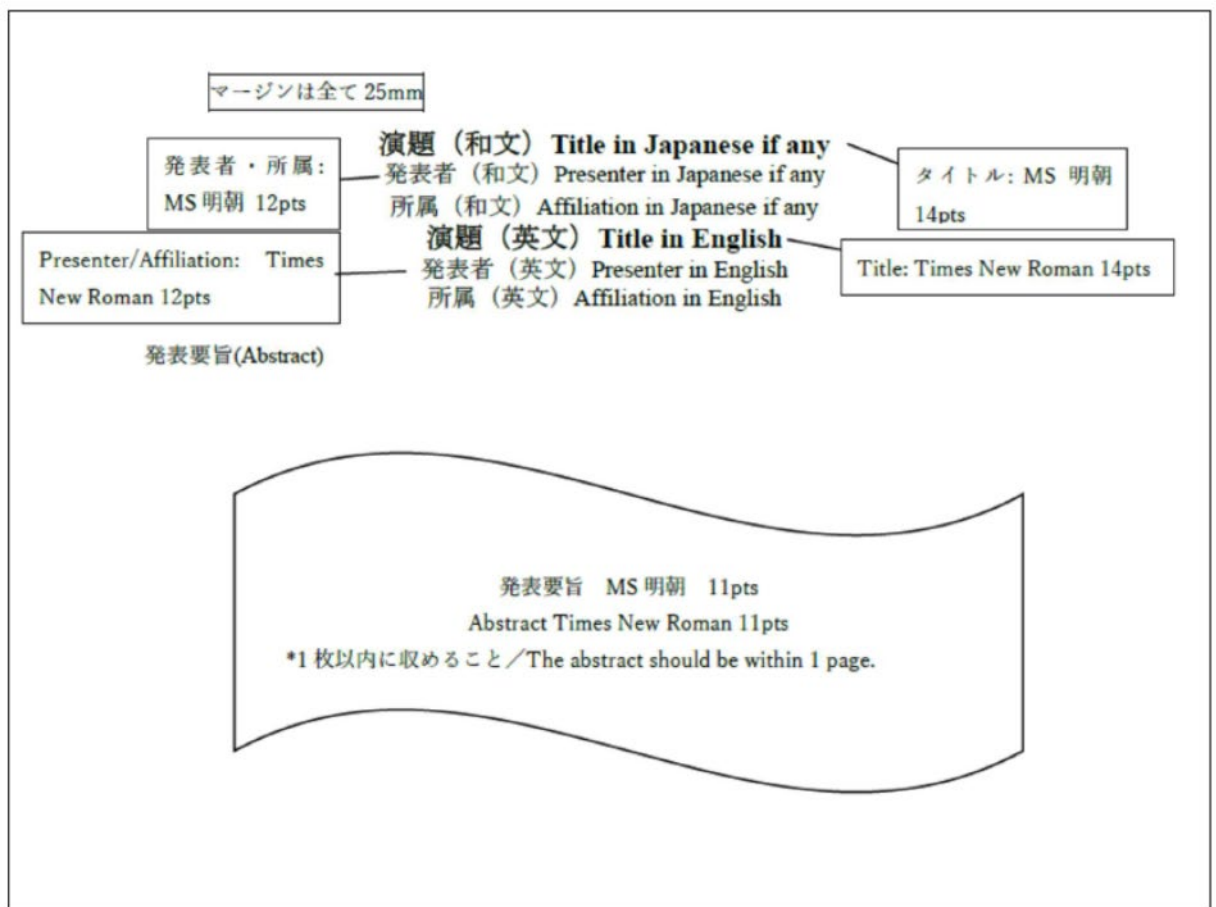 マージンは全て 25mm
演題（和文）Title in Japanese if any
発表者・所属:
MS 明朝 12pts
発表者（和文）Presenter in Japanese if any
タイトル: MS 明朝
14pts
所属（和文）Affiliation in Japanese if any
演題（英文）Title in English
Presenter/Affiliation: Times
New Roman 12pts
発表者（英文）Presenter in English
Title: Times New Roman 14pts
所属（英文）Affiliation in English
発表要旨(Abstract)
発表要旨　MS 明朝　11pts
Abstract Times New Roman 11pts
*1 枚以内に収めること／The abstract should be within 1 page.